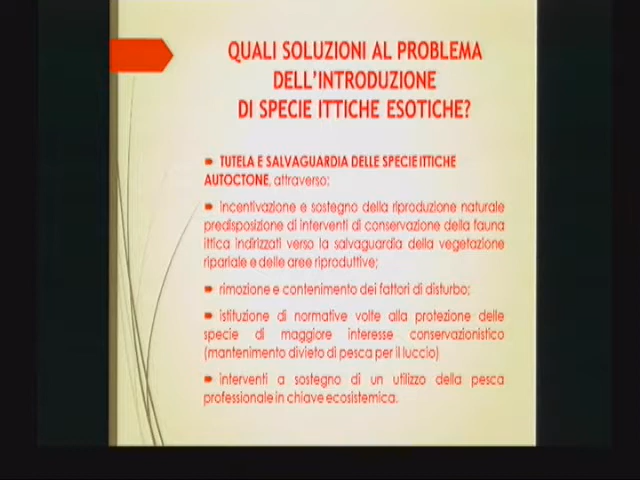 QUALI SOLUZIONI AL PROBLEMA
DELL'INTRODUZIONE
DI SPECIE ITTICHE ESOTICHE?
TUTELA E SALVAGUARDIA DELLE SPECIE ITTICHE
AUTOCTONE, attraverso:
incentivazione e sostegno della riproduzione naturale
predisposizione di interventi di conservazione della fauna
ittica indirizzati verso la salvaguardia della vegetazione
ripariale e delle aree riproduttive;
rimozione e contenimento dei fattori di disturbo;
istituzione di normative volte alla protezione delle
specie di maggiore interesse conservazionistico
(mantenimento divieto di pesca per il luccio)
interventi a sostegno di un utilizzo della pesca
professionale in chiave ecosistemica.